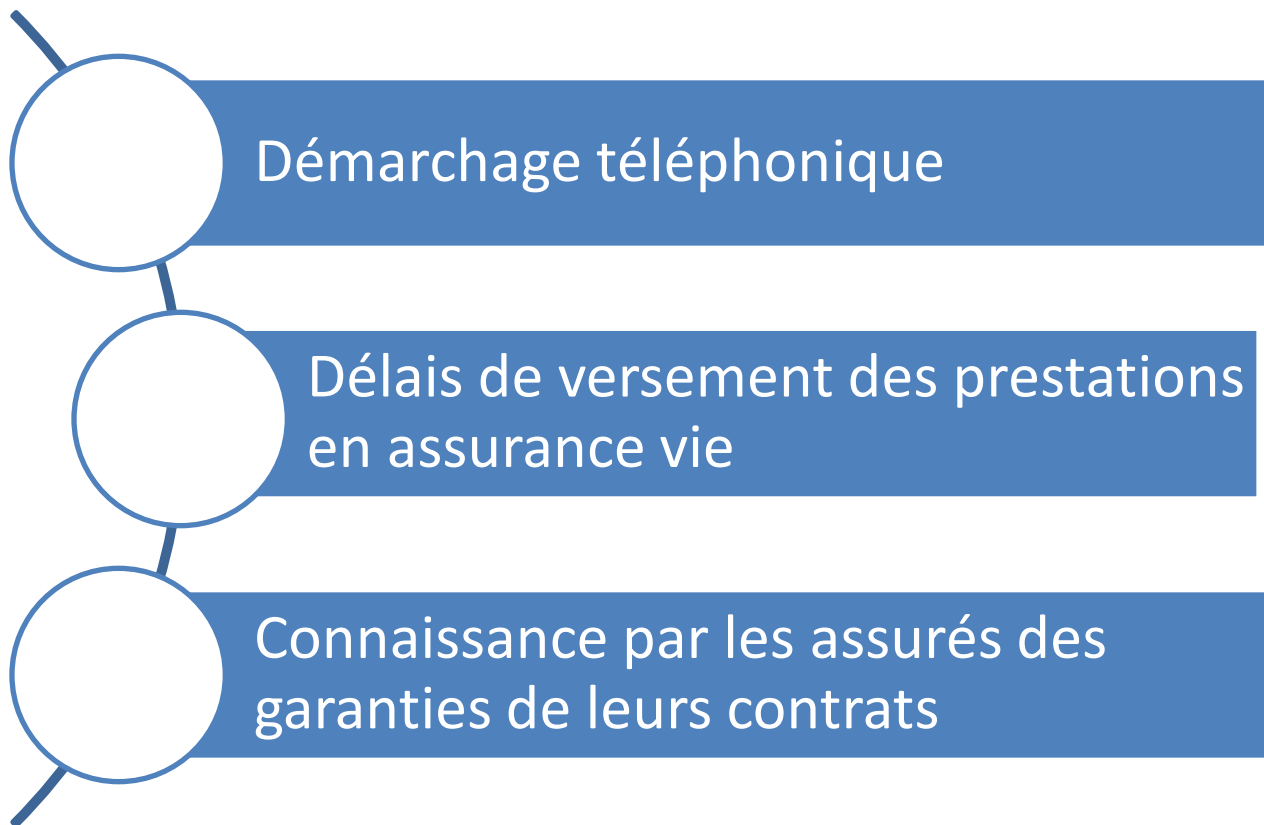 Démarchage téléphonique
Délais de versement des prestations
en assurance vie
Connaissance par les assurés des
garanties de leurs contrats